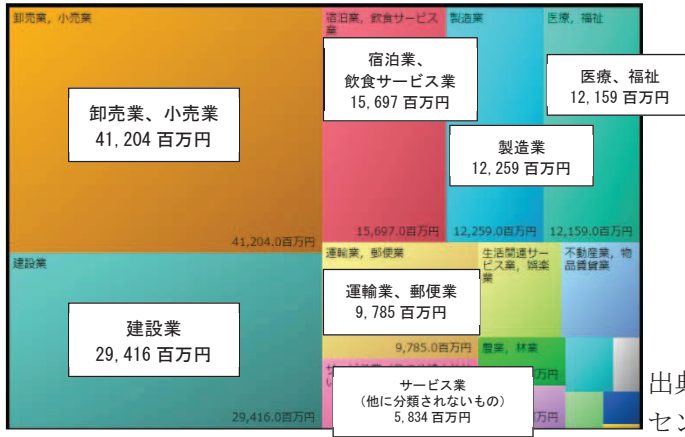 卸売業，小売業
卸売業、小売業
41,204 百万円
41,204.0百万円
宿泊業，飲食サービス
業
宿泊業、
飲食サービス業
15,697 百万円
15,697.0百万円
製造業
製造業
12,259 百万円
12,259.0百万円
医療，福祉
医療、福祉
12,159 百万円
12,159.0百万円
建設業
建設業
29,416 百万円
29,416.0百万円
運輸業，郵便業
運輸業、郵便業
9,785 百万円
9,785.0百万円
生活関連サー
ビス業，娯楽
業
不動産業，物
品賃貸業
農業，林業
万円
サービス業
（他に分類されないもの）
5,834 百万円
万円
出典
セン